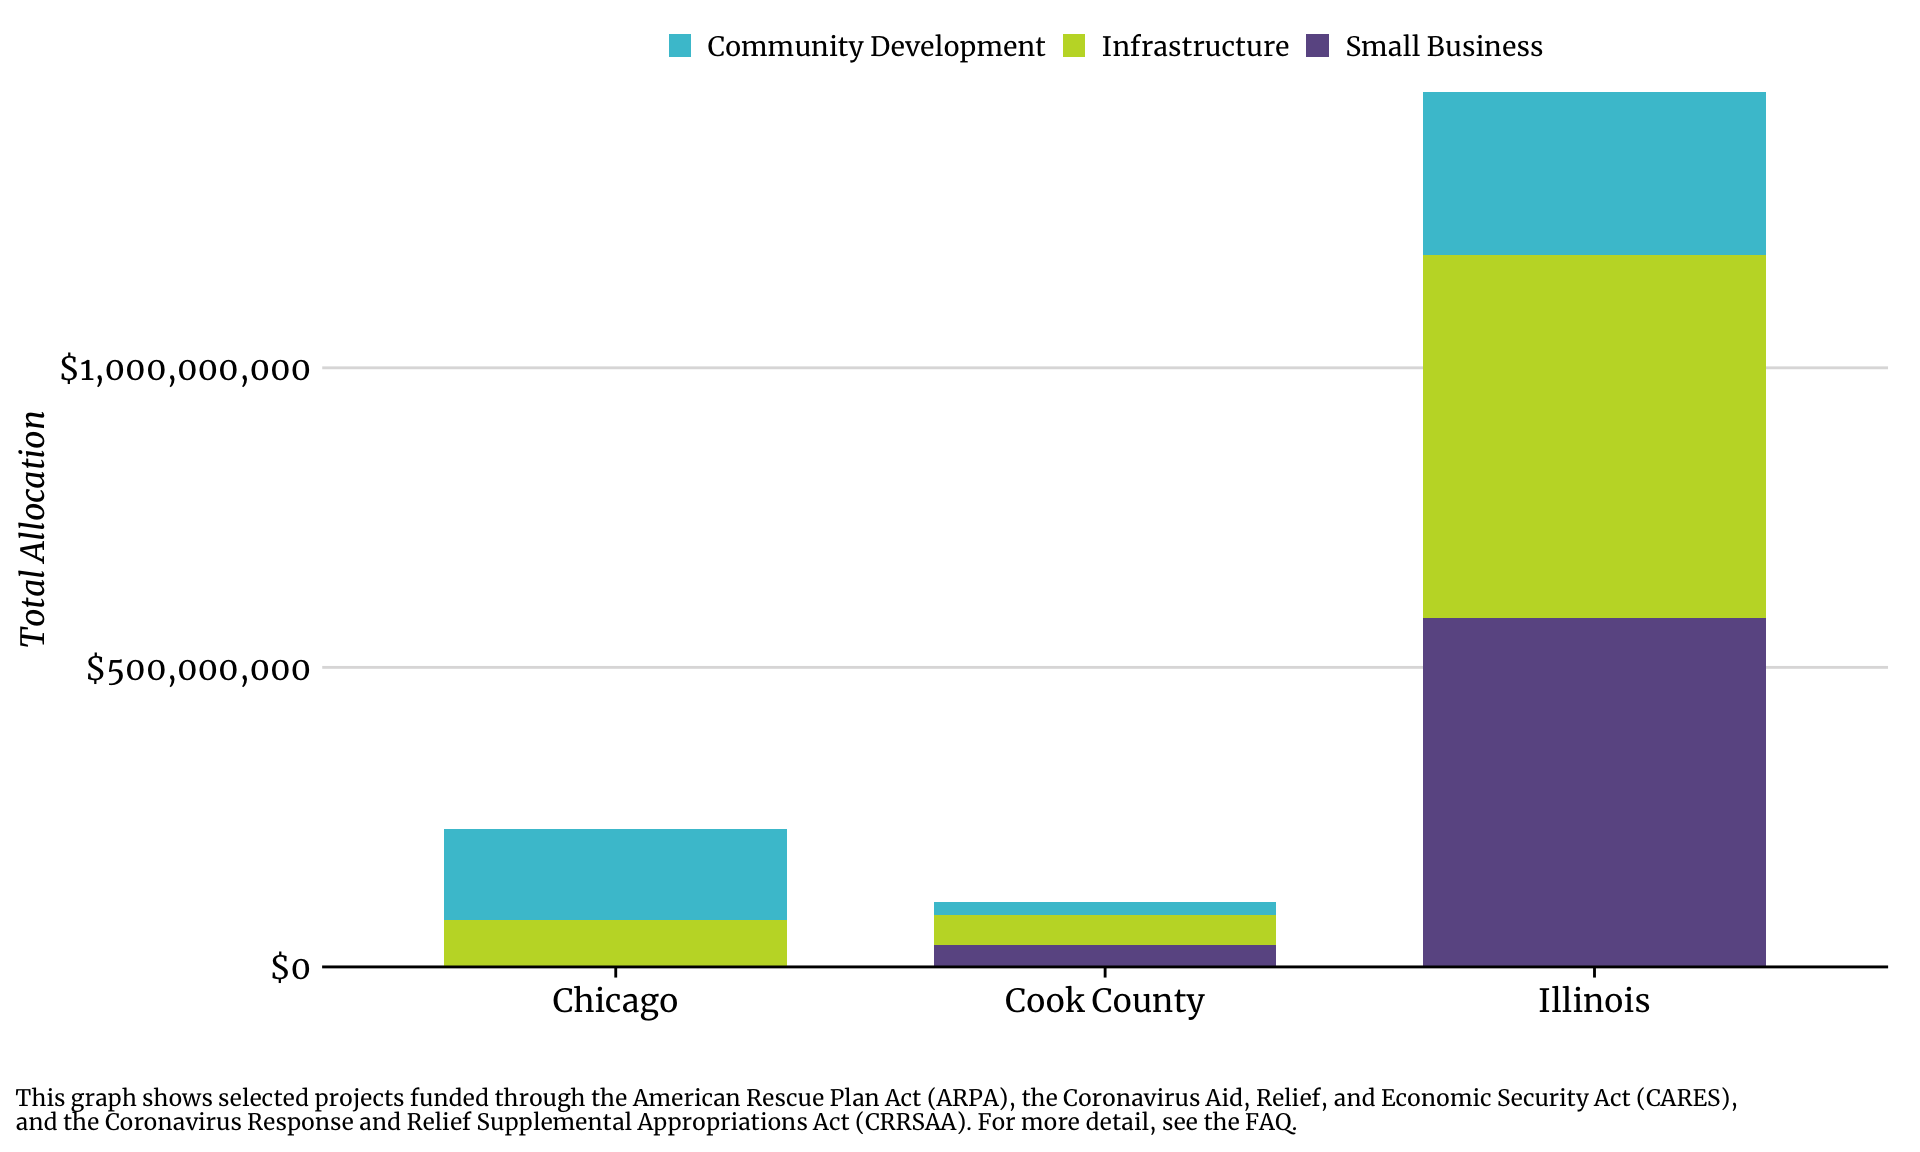 Community Development Infrastructure Small Business
$1,000,000,000
$500,000,000
$0
Total Allocation
Chicago Cook County Illinois
This graph shows selected projects funded through the American Rescue Plan Act (ARPA), the Coronavirus Aid, Relief, and Economic Security Act (CARES),
and the Coronavirus Response and Relief Supplemental Appropriations Act (CRRSAA). For more detail, see the FAQ.